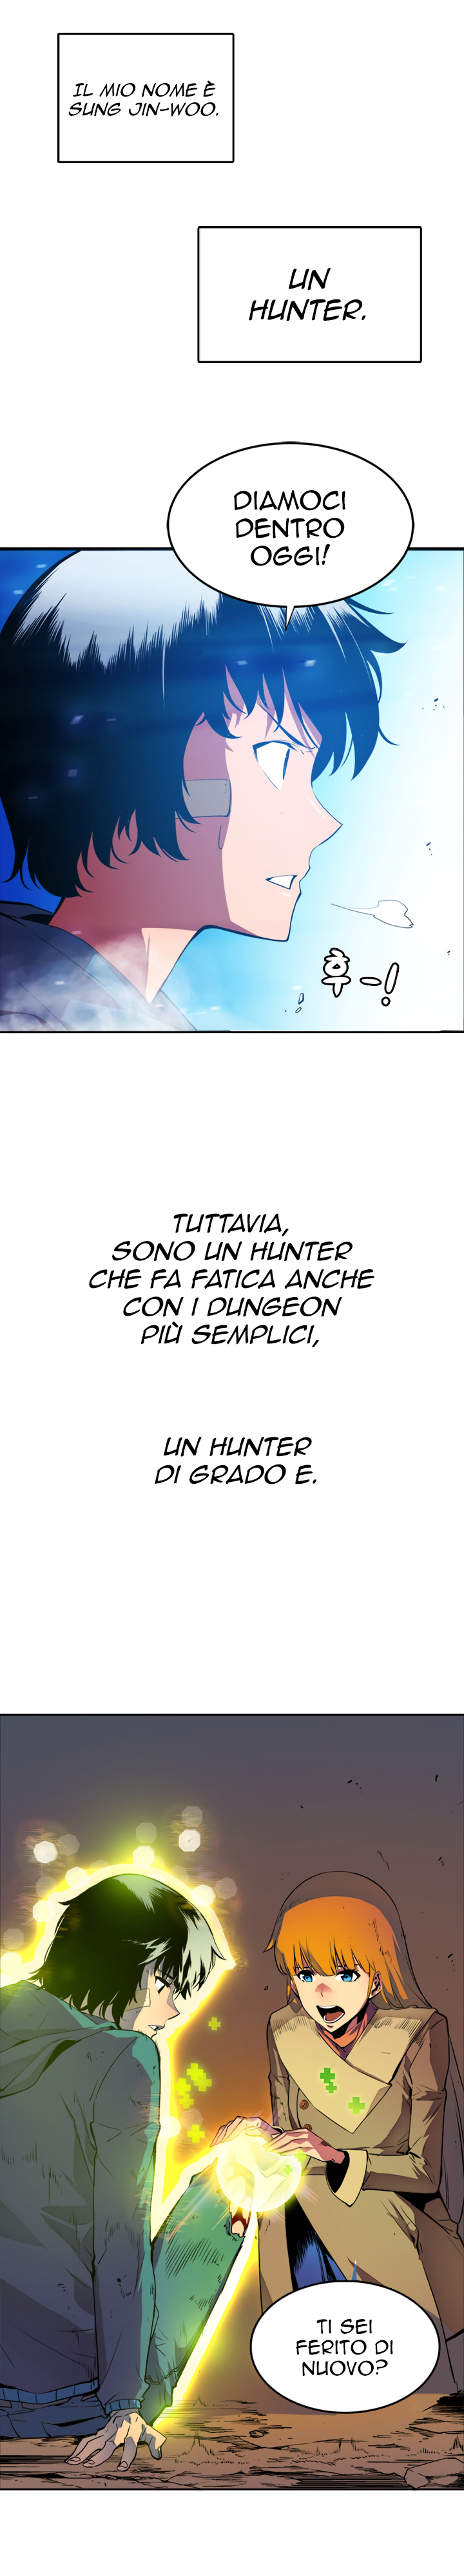 IL MIO NOME È
SUNG JIN-WOO.
UN
HUNTER.
DIAMOCI
DENTRO
OGGI!
후-!
TUTTAVIA,
SONO UN HUNTER
CHE FA FATICA ANCHE
CON I DUNGEON
PIÙ SEMPLICI,
UN HUNTER
DI GRADO E.
TI SEI
FERITO DI
NUOVO?